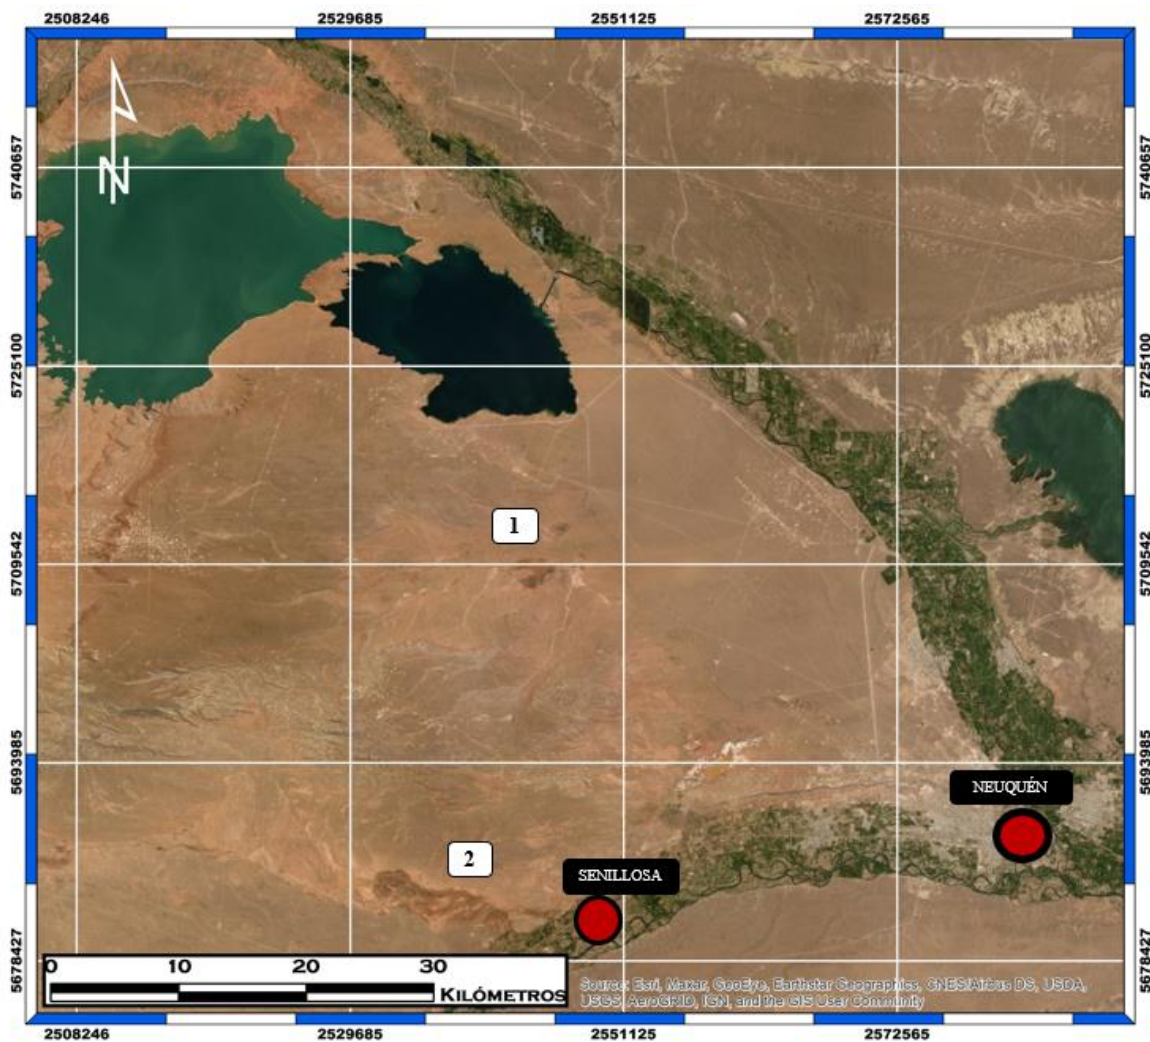 2508246 2529685 2551125 2572565
5740657 5740657
N
5725100 5725100
1
5709542 5709542
5693985 5693985
NEUQUÉN
2
SENILLOSA
5678427 5678427
0 10 20 30
KILÓMETROS
Source: Esri, Maxar, GeoEye, Earthstar Geographics, CNES/Airbus DS, USDA,
USGS, AeroGRID, IGN, and the GIS User Community
2508246 2529685 2551125 2572565